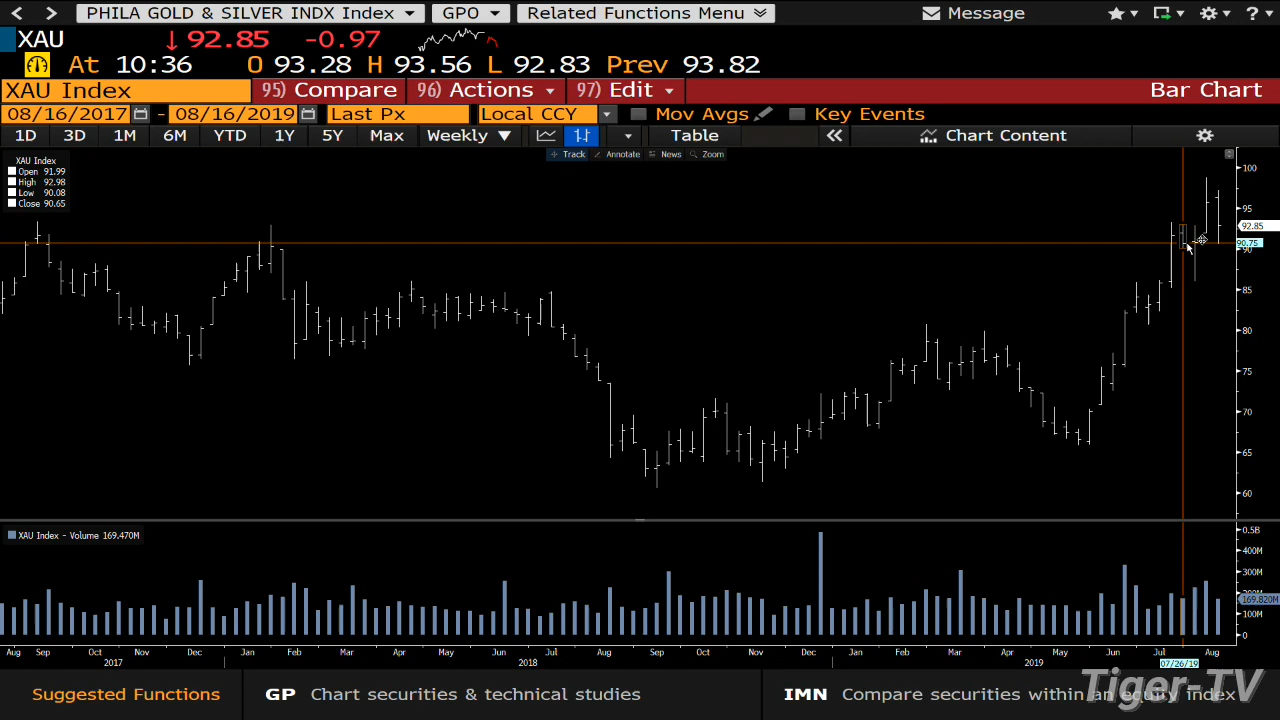 PHILA GOLD & SILVER INDX Index GPO Related Functions Menu Message
XAU 92.85 -0.97
At 10:36 O 93.28 H 93.56 L 92.83 Prev 93.82
XAU Index 95) Compare 96) Actions 97) Edit Bar Chart
08/16/2017 - 08/16/2019 Last Px Local CCY Mov Avgs Key Events
1D 3D 1M 6M YTD 1Y 5Y Max Weekly Table Chart Content
Track Annotate News Zoom
XAU Index
Open 91.99
High 92.98
Low 90.08
Close 90.65
100
95
92.85
90.75
90
85
80
75
70
65
60
XAU Index - Volume 169.470M
0.5B
400M
300M
200M
169.820M
100M
0
Aug Sep Oct Nov Dec Jan Feb Mar Apr May Jun Jul Aug Sep Oct Nov Dec Jan Feb Mar Apr May Jun Jul Aug
2017 2018 2019 07/26/19
Suggested Functions GP Chart securities & technical studies IMN Compare securities within an equity index
Tiger-TV